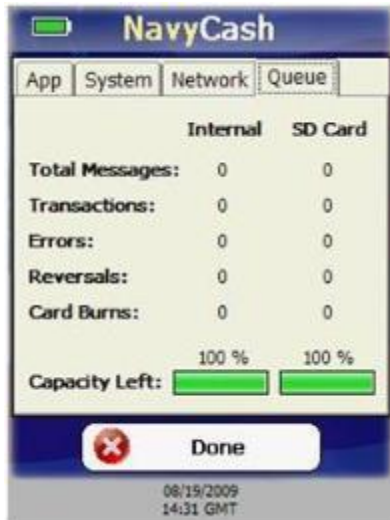 NavyCash
App System Network Queue
Internal SD Card
Total Messages: 0 0
Transactions: 0 0
Errors: 0 0
Reversals: 0 0
Card Burns: 0 0
100 % 100 %
Capacity Left:
Done
08/19/2009
14:31 GMT